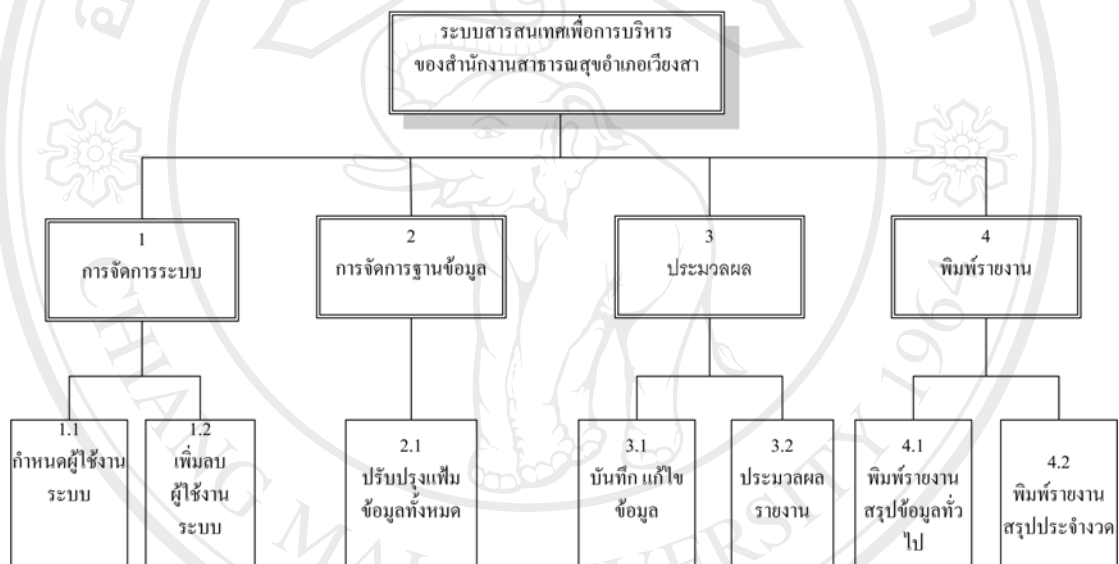 ระบบสารสนเทศเพื่อการบริหาร
ของสำนักงานสาธารณสุขอำเภอเวียงสา
1
การจัดการระบบ
2
การจัดการฐานข้อมูล
3
ประมวลผล
4
พิมพ์รายงาน
1.1
กำหนดผู้ใช้งาน
ระบบ
1.2
เพิ่มลบ
ผู้ใช้งาน
ระบบ
2.1
ปรับปรุงแฟ้ม
ข้อมูลทั้งหมด
3.1
บันทึก แก้ไข
ข้อมูล
3.2
ประมวลผล
รายงาน
4.1
พิมพ์รายงาน
สรุปข้อมูลทั่ว
ไป
4.2
พิมพ์รายงาน
สรุปประจำงวด
CHIANG MAI UNIVERSITY 1964